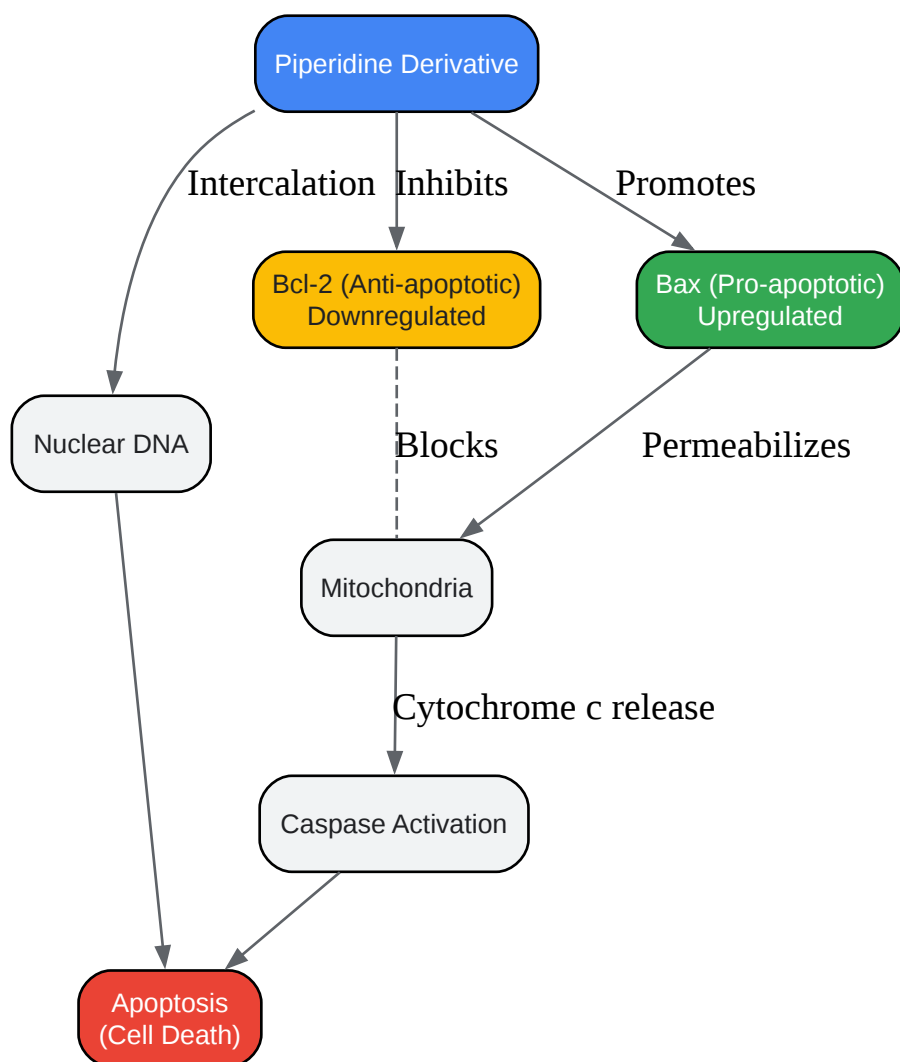 Piperidine Derivative
Intercalation
Inhibits
Promotes
Bcl-2 (Anti-apoptotic)
Downregulated
Bax (Pro-apoptotic)
Upregulated
Nuclear DNA
Blocks
Permeabilizes
Mitochondria
Cytochrome c release
Caspase Activation
Apoptosis
(Cell Death)